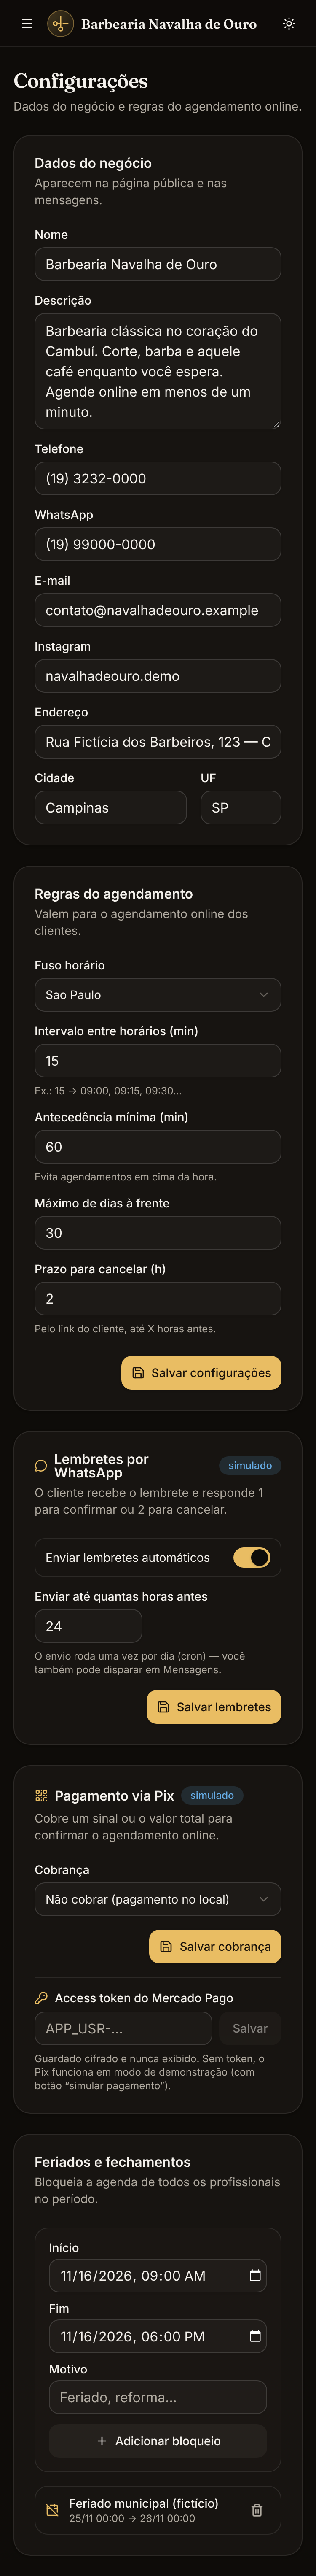 Barbearia Navalha de Ouro
Configurações
Dados do negócio e regras do agendamento online.
Dados do negócio
Aparecem na página pública e nas
mensagens.
Nome
Barbearia Navalha de Ouro
Descrição
Barbearia clássica no coração do
Cambuí. Corte, barba e aquele
café enquanto você espera.
Agende online em menos de um
minuto.
Telefone
(19) 3232-0000
WhatsApp
(19) 99000-0000
E-mail
contato@navalhadeouro.example
Instagram
navalhadeouro.demo
Endereço
Rua Fictícia dos Barbeiros, 123 — C
Cidade UF
Campinas SP
Regras do agendamento
Valem para o agendamento online dos
clientes.
Fuso horário
Sao Paulo
Intervalo entre horários (min)
15
Ex.: 15 → 09:00, 09:15, 09:30...
Antecedência mínima (min)
60
Evita agendamentos em cima da hora.
Máximo de dias à frente
30
Prazo para cancelar (h)
2
Pelo link do cliente, até X horas antes.
Salvar configurações
Lembretes por
WhatsApp
simulado
O cliente recebe o lembrete e responde 1
para confirmar ou 2 para cancelar.
Enviar lembretes automáticos
Enviar até quantas horas antes
24
O envio roda uma vez por dia (cron) — você
também pode disparar em Mensagens.
Salvar lembretes
Pagamento via Pix simulado
Cobre um sinal ou o valor total para
confirmar o agendamento online.
Cobrança
Não cobrar (pagamento no local)
Salvar cobrança
Access token do Mercado Pago
APP_USR-... Salvar
Guardado cifrado e nunca exibido. Sem token, o
Pix funciona em modo de demonstração (com
botão “simular pagamento”).
Feriados e fechamentos
Bloqueia a agenda de todos os profissionais
no período.
Início
11/16/2026, 09:00 AM
Fim
11/16/2026, 06:00 PM
Motivo
Feriado, reforma...
Adicionar bloqueio
Feriado municipal (fictício)
25/11 00:00 → 26/11 00:00